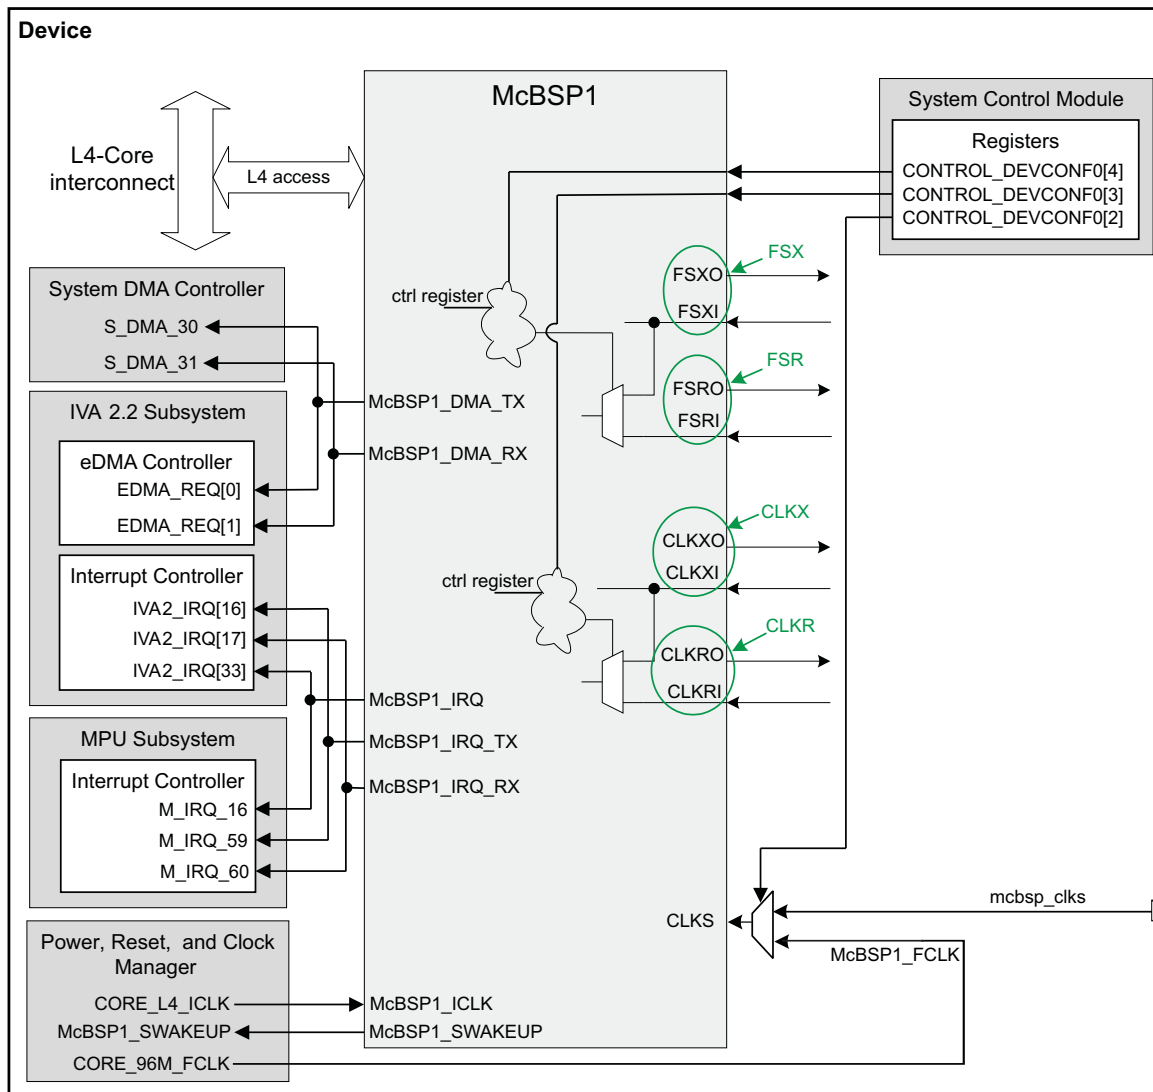 Device
McBSP1
System Control Module
Registers
CONTROL_DEVCONF0[4]
CONTROL_DEVCONF0[3]
CONTROL_DEVCONF0[2]
L4-Core
interconnect
L4 access
System DMA Controller
S_DMA_30
S_DMA_31
IVA 2.2 Subsystem
eDMA Controller
EDMA_REQ[0]
EDMA_REQ[1]
Interrupt Controller
IVA2_IRQ[16]
IVA2_IRQ[17]
IVA2_IRQ[33]
MPU Subsystem
Interrupt Controller
M_IRQ_16
M_IRQ_59
M_IRQ_60
Power, Reset, and Clock
Manager
CORE_L4_ICLK
McBSP1_SWAKEUP
CORE_96M_FCLK
McBSP1_DMA_TX
McBSP1_DMA_RX
McBSP1_IRQ
McBSP1_IRQ_TX
McBSP1_IRQ_RX
McBSP1_ICLK
McBSP1_SWAKEUP
ctrl register
ctrl register
FSXO
FSXI
FSX
FSRO
FSRI
FSR
CLKXO
CLKXI
CLKX
CLKRO
CLKRI
CLKR
CLKS
mcbsp_clks
McBSP1_FCLK